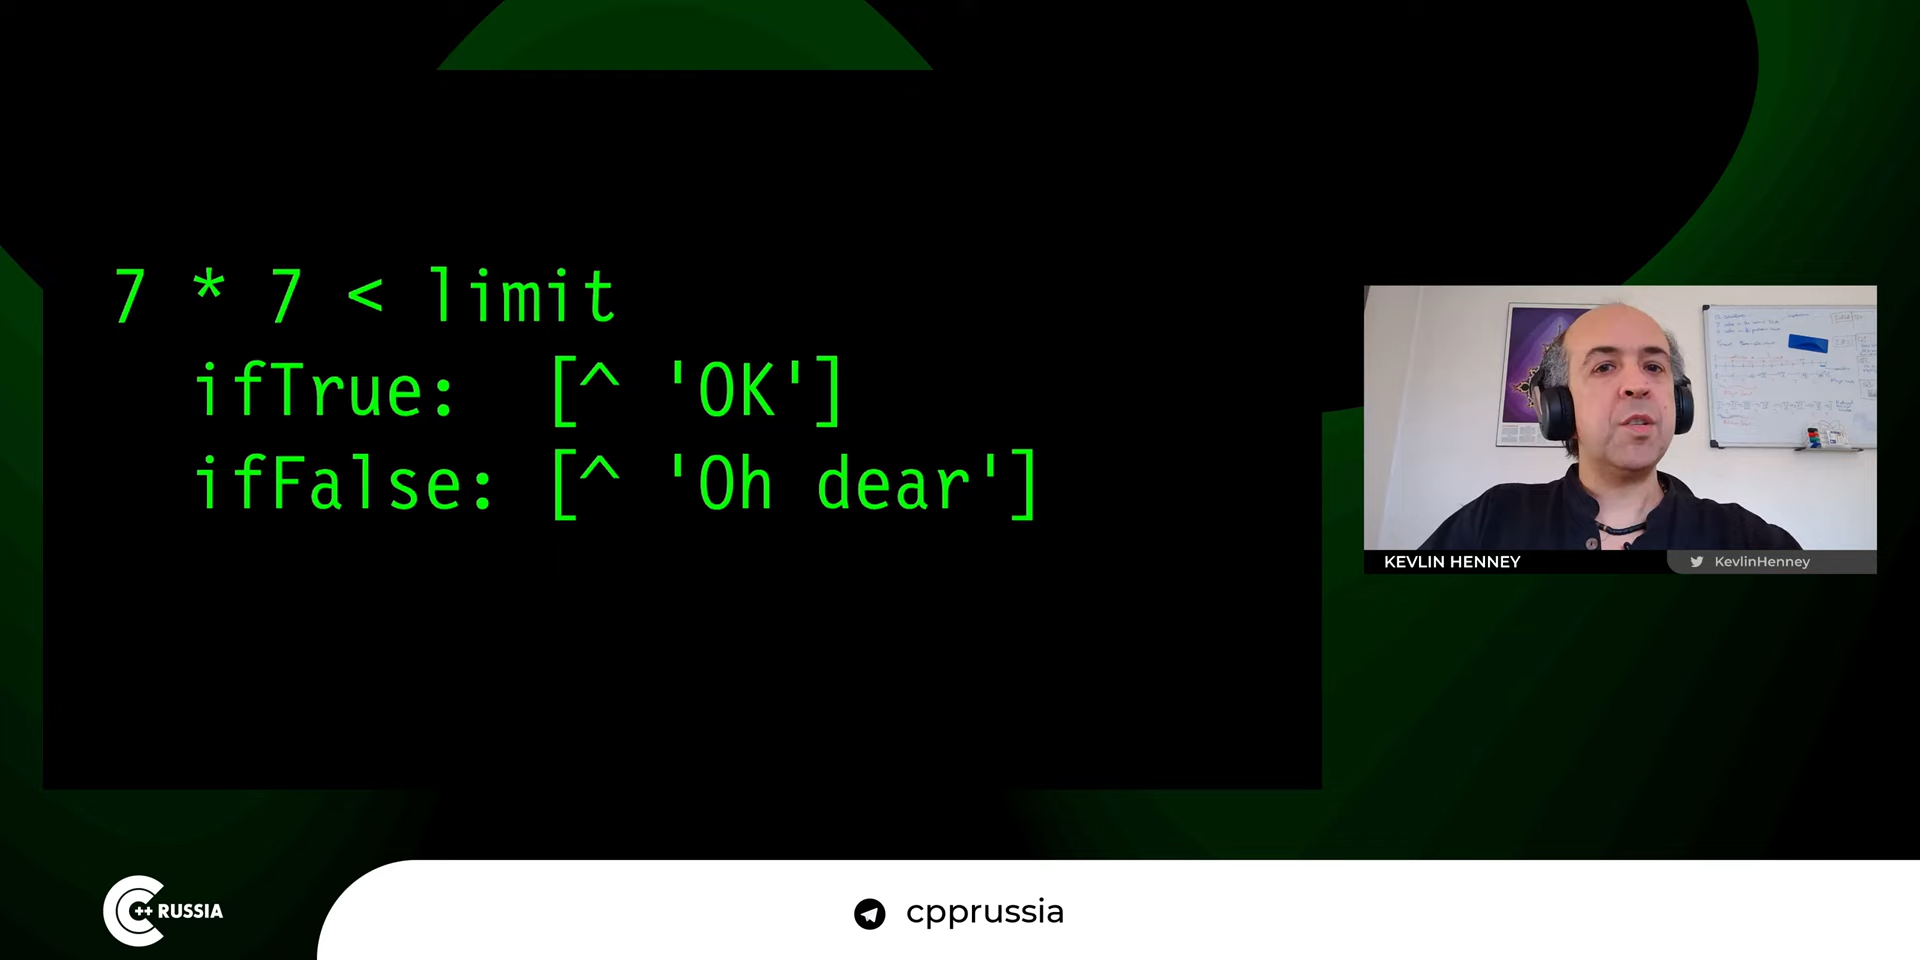 7 * 7 < limit
ifTrue: [^ 'OK']
ifFalse: [^ 'Oh dear']
KEVLIN HENNEY
KevlinHenney
C++ RUSSIA
cpprussia